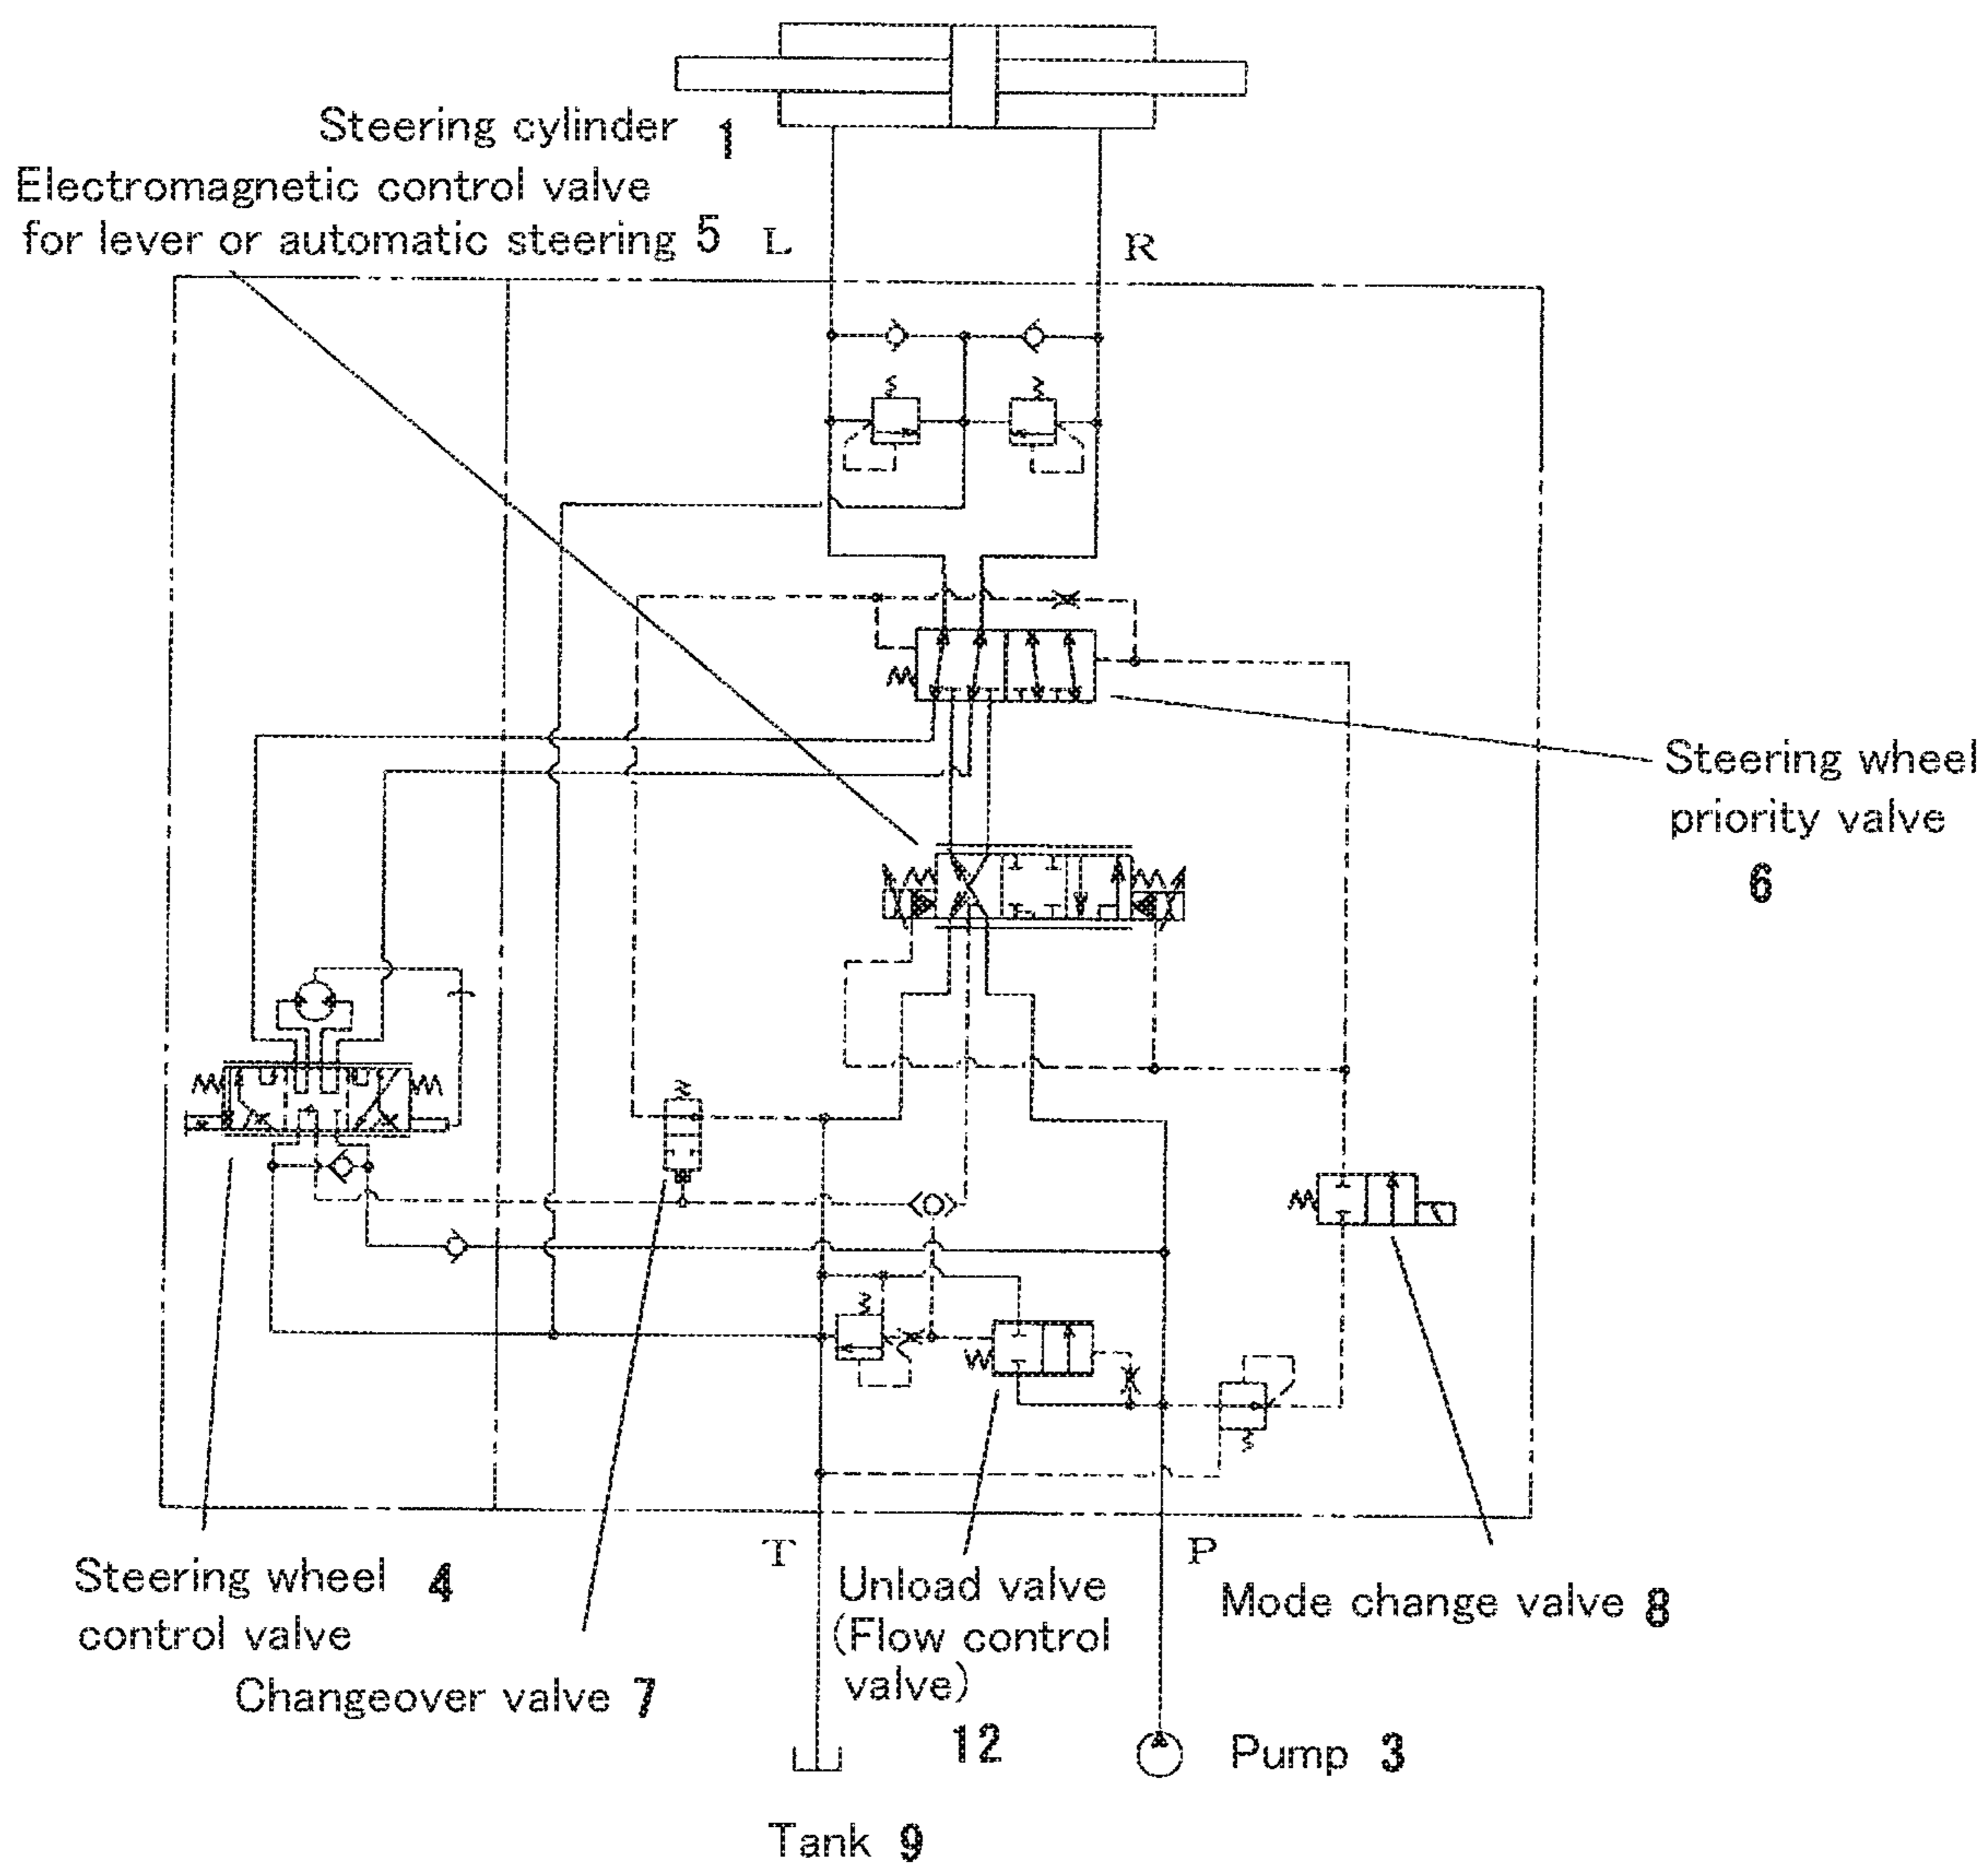 Steering cylinder 1
Electromagnetic control valve
for lever or automatic steering 5
L
R
Steering wheel
priority valve
6
T
P
Steering wheel 4
control valve
Changeover valve 7
Unload valve
(Flow control
valve)
12
Mode change valve 8
Pump 3
Tank 9